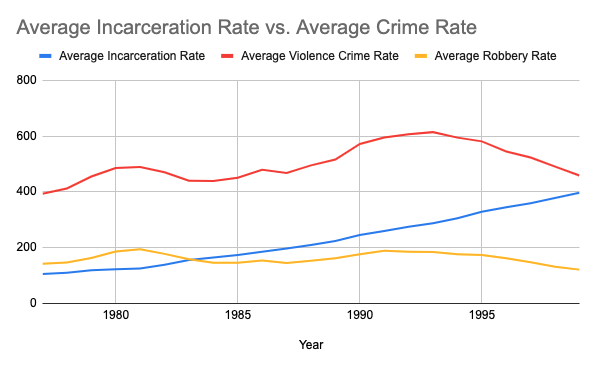 Average Incarceration Rate vs. Average Crime Rate
Average Incarceration Rate Average Violence Crime Rate Average Robbery Rate
800
600
400
200
0
1980 1985 1990 1995
Year